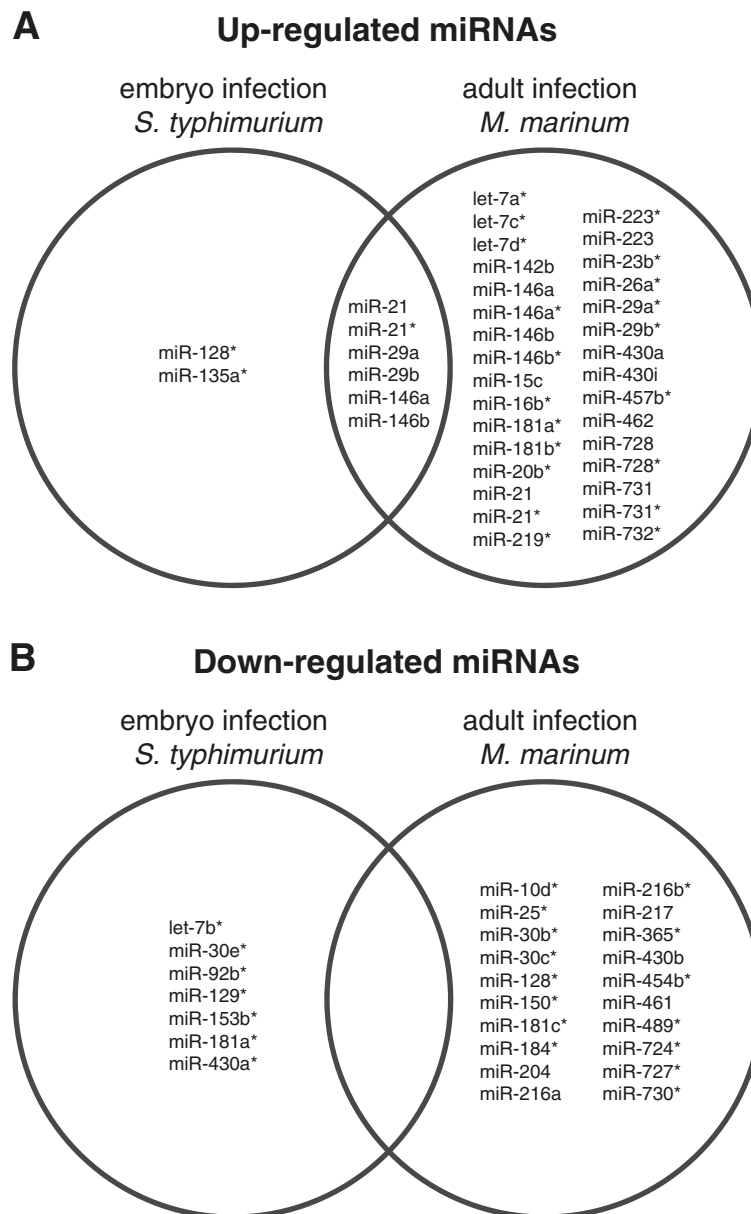 A
Up-regulated miRNAs
embryo infection
S. typhimurium
adult infection
M. marinum
miR-128*
miR-135a*
miR-21
miR-21*
miR-29a
miR-29b
miR-146a
miR-146b
let-7a*
let-7c*
let-7d*
miR-142b
miR-146a
miR-146a*
miR-146b
miR-146b*
miR-15c
miR-16b*
miR-181a*
miR-181b*
miR-20b*
miR-21
miR-21*
miR-219*
miR-223*
miR-223
miR-23b*
miR-26a*
miR-29a*
miR-29b*
miR-430a
miR-430i
miR-457b*
miR-462
miR-728
miR-728*
miR-731
miR-731*
miR-732*
B
Down-regulated miRNAs
embryo infection
S. typhimurium
adult infection
M. marinum
let-7b*
miR-30e*
miR-92b*
miR-129*
miR-153b*
miR-181a*
miR-430a*
miR-10d*
miR-25*
miR-30b*
miR-30c*
miR-128*
miR-150*
miR-181c*
miR-184*
miR-204
miR-216a
miR-216b*
miR-217
miR-365*
miR-430b
miR-454b*
miR-461
miR-489*
miR-724*
miR-727*
miR-730*